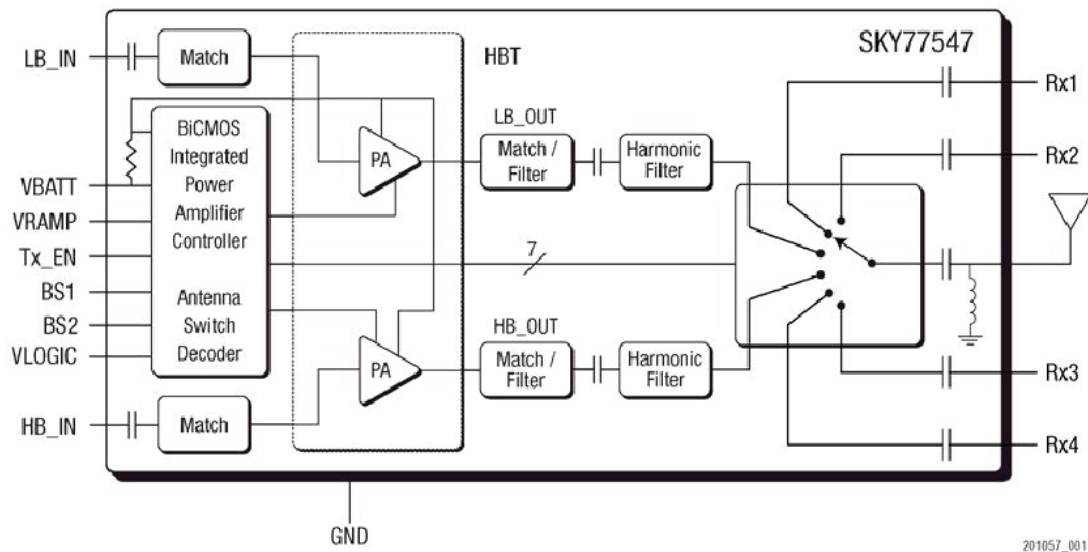 SKY77547
LB_IN
Match
HBT
Rx1
LB_OUT
BiCMOS
Integrated
Power
Amplifier
Controller
Antenna
Switch
Decoder
PA
Match /
Filter
Harmonic
Filter
Rx2
VBATT
VRAMP
Tx_EN
BS1
BS2
VLOGIC
7
HB_OUT
PA
Match /
Filter
Harmonic
Filter
Rx3
HB_IN
Match
Rx4
GND
201057_001